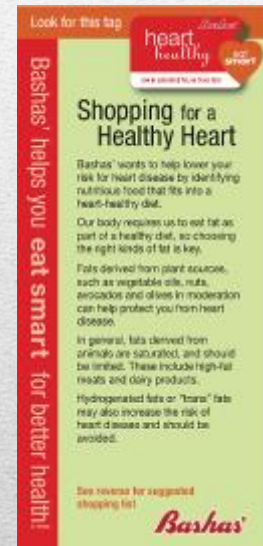 Look for this tag
Bashas'
heart
healthy
eat
smart
Bashas' helps you eat smart for better health!
Shopping for a
Healthy Heart
Bashas' wants to help lower your
risk for heart disease by identifying
nutritious food that fits into a
heart-healthy diet.
Our body requires us to eat fat as
part of a healthy diet, so choosing
the right kinds of fat is key.
Fats derived from plant sources,
such as vegetable oils, nuts,
avocados and olives in moderation
can help protect you from heart
disease.
In general, fats derived from
animals are saturated, and should
be limited. These include high-fat
meats and dairy products.
Hydrogenated fats or "trans" fats
may also increase the risk of
heart disease and should be
avoided.
See reverse for suggested
shopping list
Bashas'